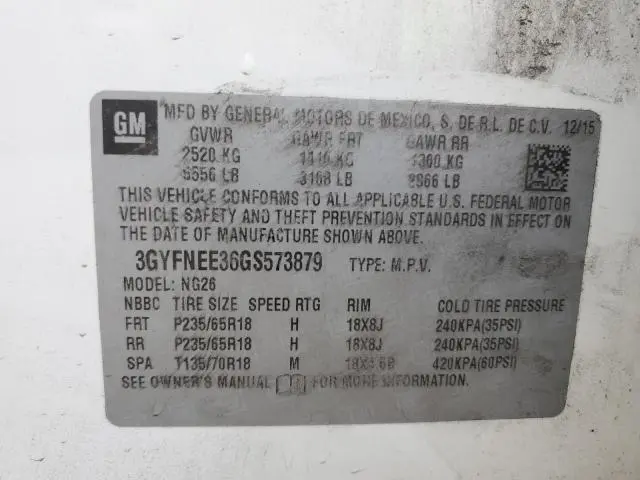 GM
MFD BY GENERAL MOTORS DE MEXICO, S. DE R.L. DE C.V. 12/15
GVWR GAWR FRT GAWR RR
2520 KG KG KG
5556 LB LB LB
THIS VEHICLE CONFORMS TO ALL APPLICABLE U.S. FEDERAL MOTOR
VEHICLE SAFETY AND THEFT PREVENTION STANDARDS IN EFFECT ON
THE DATE OF MANUFACTURE SHOWN ABOVE.
3GYFNEE36GS573879 TYPE: M.P.V.
MODEL: NG26
NBBC TIRE SIZE SPEED RTG RIM COLD TIRE PRESSURE
FRT P235/65R18 H 18X8J 240KPA(35PSI)
RR P235/65R18 H 18X8J 240KPA(35PSI)
SPA T135/70R18 M 420KPA(60PSI)
SEE OWNER'S MANUAL FOR MORE INFORMATION.